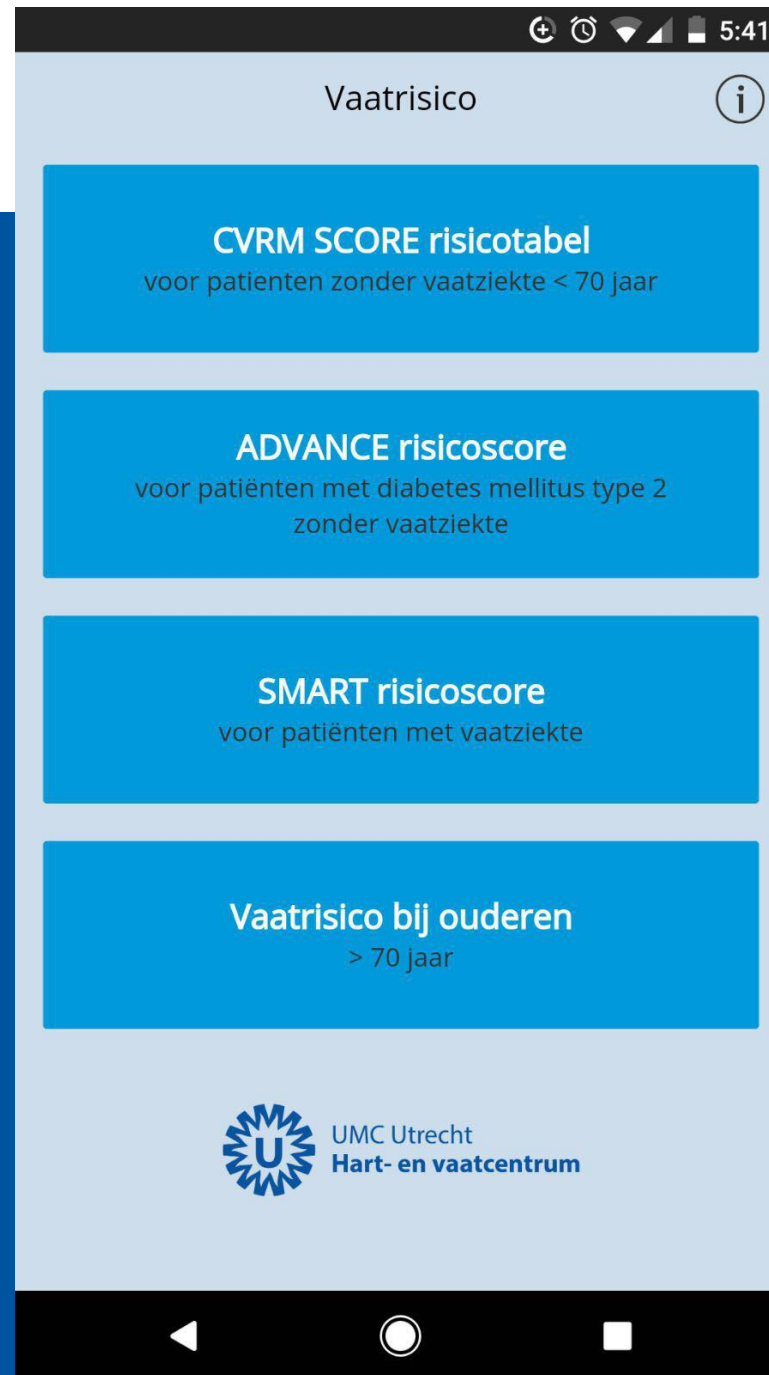 5:41
Vaatrisico
i
CVRM SCORE risicotabel
voor patienten zonder vaatziekte < 70 jaar
ADVANCE risicoscore
voor patiënten met diabetes mellitus type 2
zonder vaatziekte
SMART risicoscore
voor patiënten met vaatziekte
Vaatrisico bij ouderen
> 70 jaar
U
UMC Utrecht
Hart- en vaatcentrum